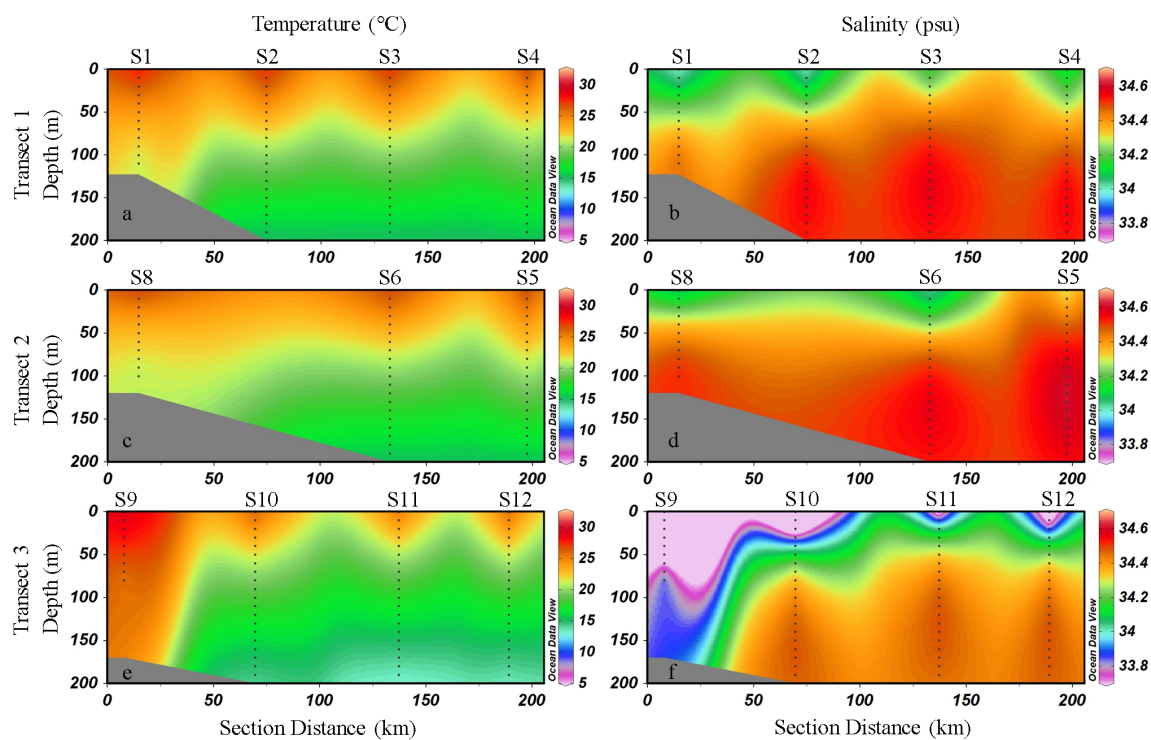 Temperature (°C)
Salinity (psu)
S1 S2 S3 S4
S1 S2 S3 S4
Transect 1
Depth (m)
0
50
100
150
200
a
0 50 100 150 200
30
25
20
15
10
5
Ocean Data View
0
50
100
150
200
b
0 50 100 150 200
34.6
34.4
34.2
34
33.8
Ocean Data View
S8 S6 S5
S8 S6 S5
Transect 2
Depth (m)
0
50
100
150
200
c
0 50 100 150 200
30
25
20
15
10
5
Ocean Data View
0
50
100
150
200
d
0 50 100 150 200
34.6
34.4
34.2
34
33.8
Ocean Data View
S9 S10 S11 S12
S9 S10 S11 S12
Transect 3
Depth (m)
0
50
100
150
200
e
0 50 100 150 200
30
25
20
15
10
5
Ocean Data View
0
50
100
150
200
f
0 50 100 150 200
34.6
34.4
34.2
34
33.8
Ocean Data View
Section Distance (km)
Section Distance (km)